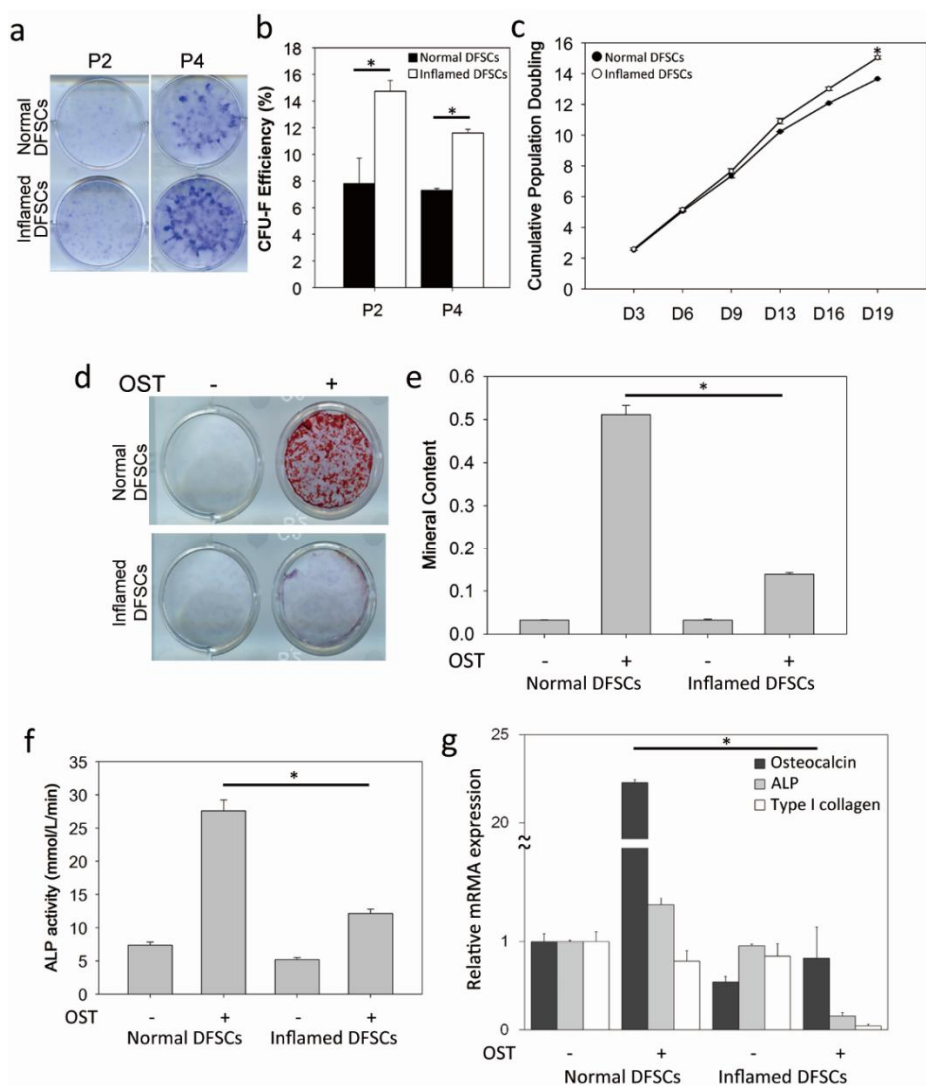 a
P2 P4
Normal DFSCs
Inflamed DFSCs
b
CFU-F Efficiency (%)
18
16
14
12
10
8
6
4
2
0
Normal DFSCs
Inflamed DFSCs
*
*
P2 P4
c
Cumulative Population Doubling
16
14
12
10
8
6
4
2
0
Normal DFSCs
Inflamed DFSCs
*
D3 D6 D9 D13 D16 D19
d
OST - +
Normal DFSCs
Inflamed DFSCs
e
Mineral Content
0.6
0.5
0.4
0.3
0.2
0.1
0.0
*
OST - + - +
Normal DFSCs Inflamed DFSCs
f
ALP activity (mmol/L/min)
35
30
25
20
15
10
5
0
*
OST - + - +
Normal DFSCs Inflamed DFSCs
g
Relative mRMA expression
25
22
≈
≈
1
0
*
Osteocalcin
ALP
Type I collagen
OST - + - +
Normal DFSCs Inflamed DFSCs